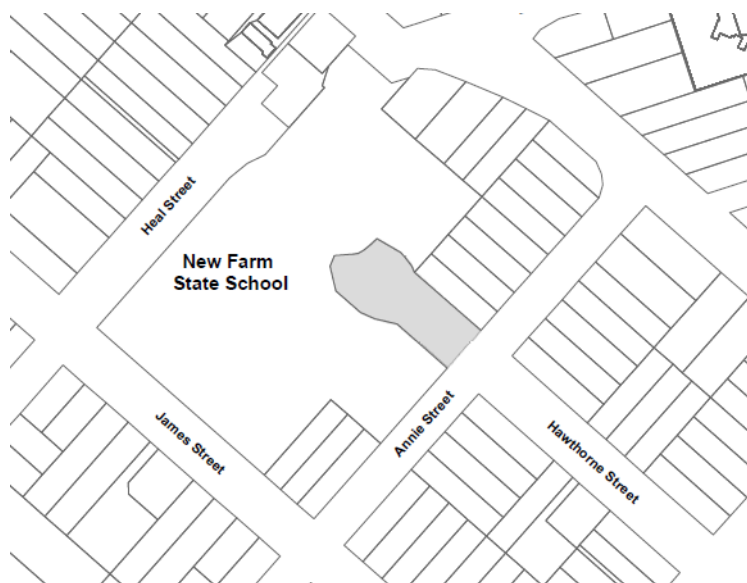 Heal Street
New Farm
State School
James Street
Annie Street
Hawthorne Street